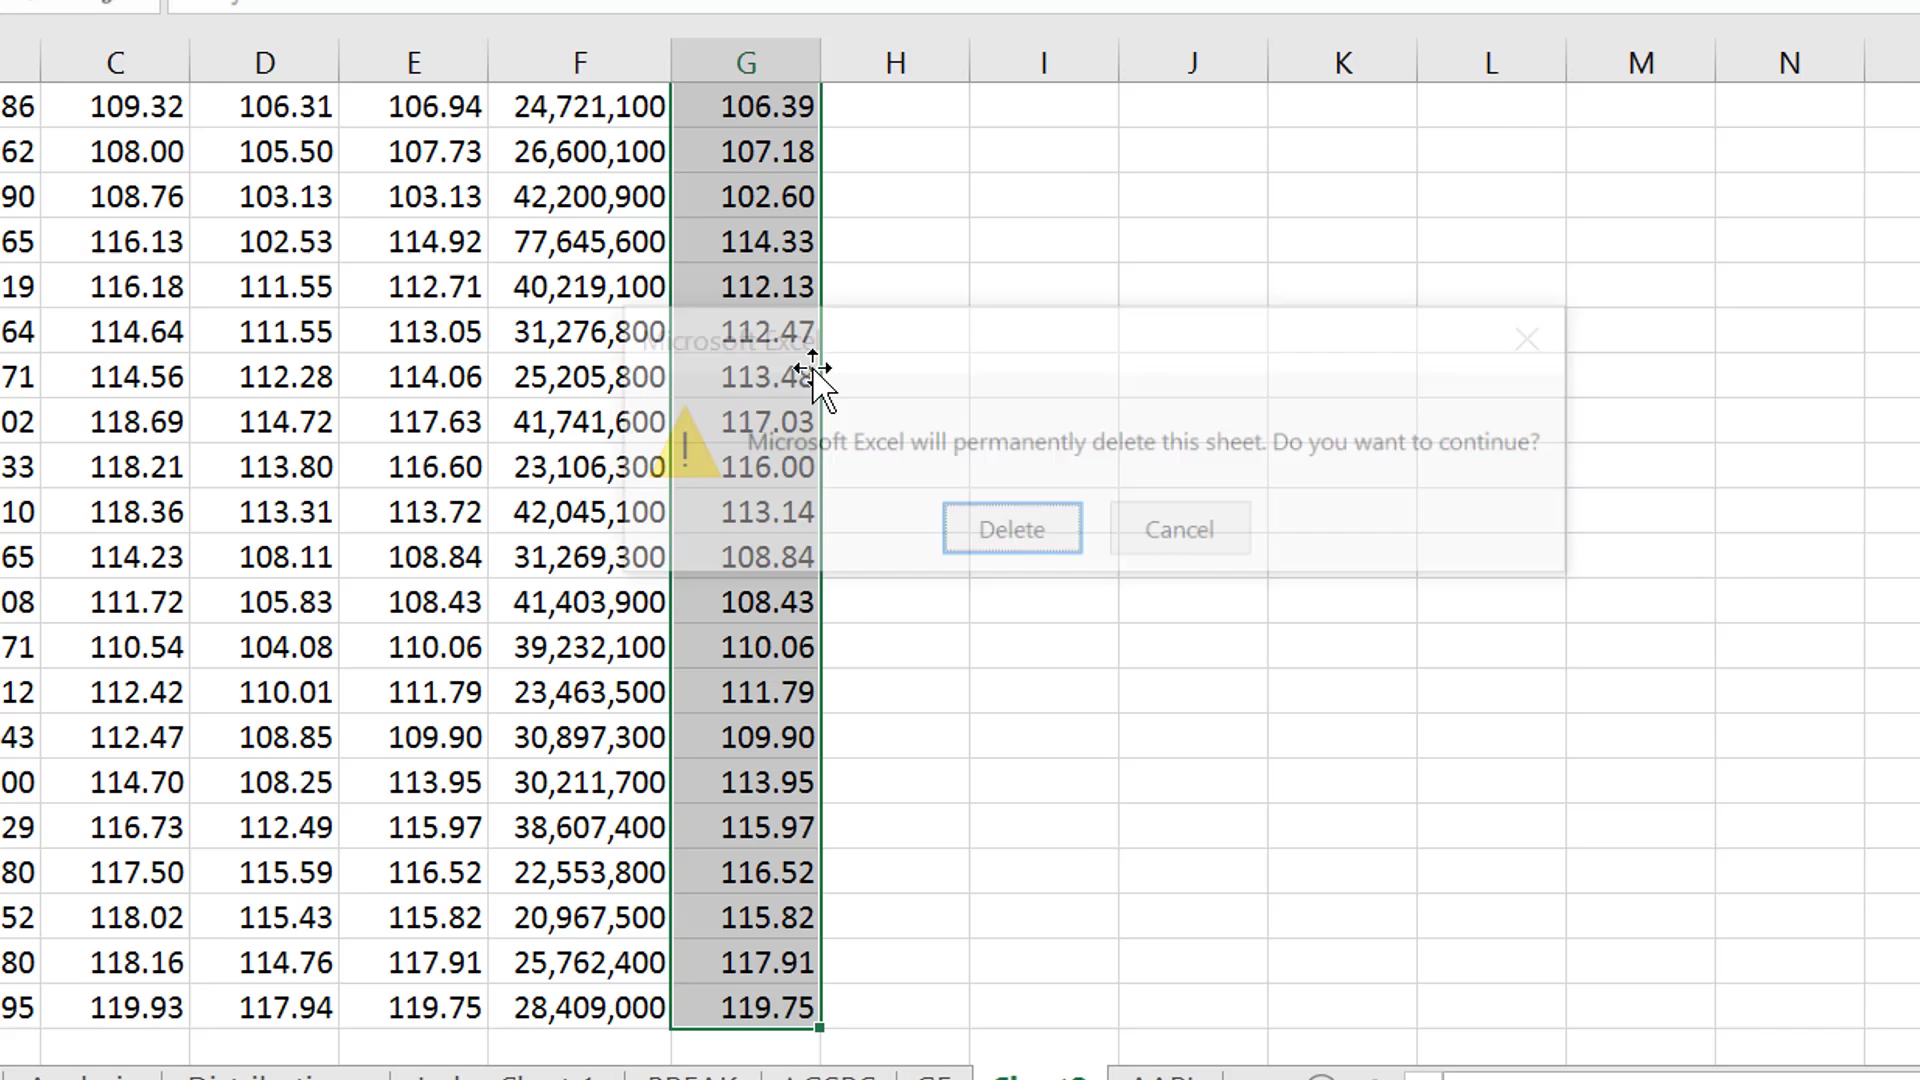 C D E F G H I J K L M N
86 109.32 106.31 106.94 24,721,100 106.39
62 108.00 105.50 107.73 26,600,100 107.18
90 108.76 103.13 103.13 42,200,900 102.60
65 116.13 102.53 114.92 77,645,600 114.33
19 116.18 111.55 112.71 40,219,100 112.13
64 114.64 111.55 113.05 31,276,800 112.47
Microsoft Excel
71 114.56 112.28 114.06 25,205,800 113.48
02 118.69 114.72 117.63 41,741,600 117.03
Microsoft Excel will permanently delete this sheet. Do you want to continue?
33 118.21 113.80 116.60 23,106,300 116.00
10 118.36 113.31 113.72 42,045,100 113.14
Delete Cancel
65 114.23 108.11 108.84 31,269,300 108.84
08 111.72 105.83 108.43 41,403,900 108.43
71 110.54 104.08 110.06 39,232,100 110.06
12 112.42 110.01 111.79 23,463,500 111.79
43 112.47 108.85 109.90 30,897,300 109.90
00 114.70 108.25 113.95 30,211,700 113.95
29 116.73 112.49 115.97 38,607,400 115.97
80 117.50 115.59 116.52 22,553,800 116.52
52 118.02 115.43 115.82 20,967,500 115.82
80 118.16 114.76 117.91 25,762,400 117.91
95 119.93 117.94 119.75 28,409,000 119.75